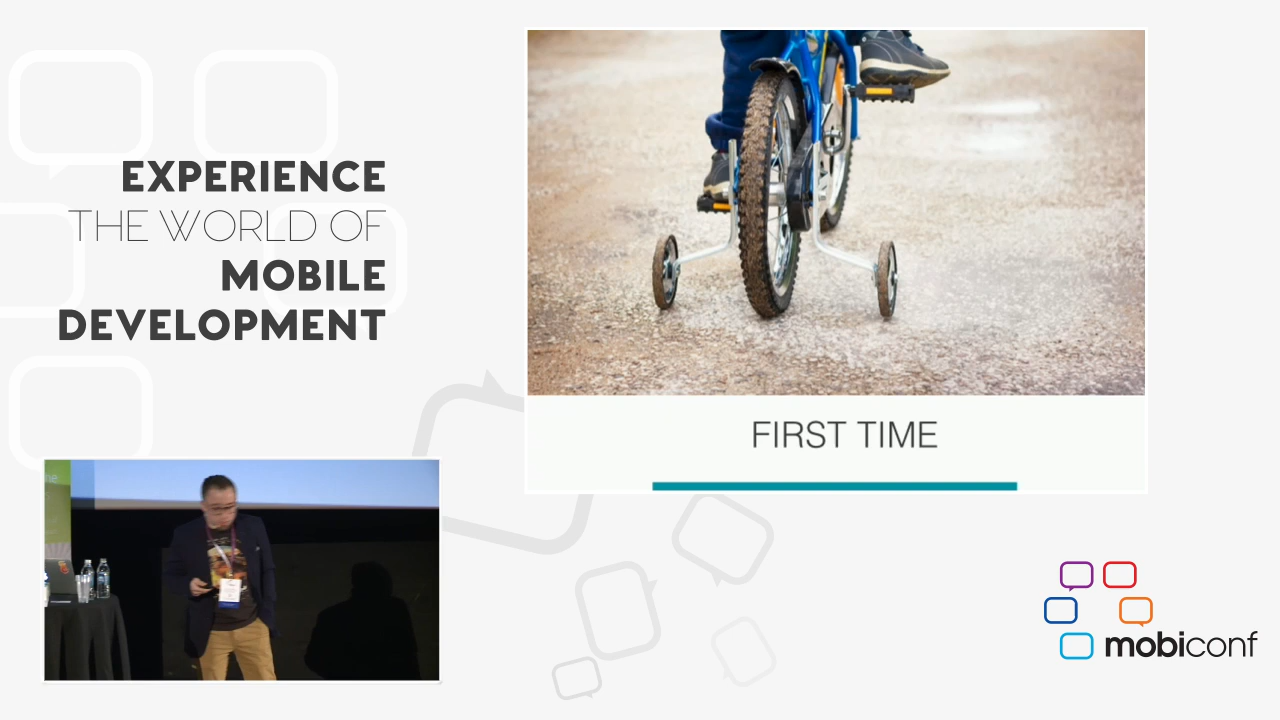 EXPERIENCE
THE WORLD OF
MOBILE
DEVELOPMENT
FIRST TIME
mobiconf